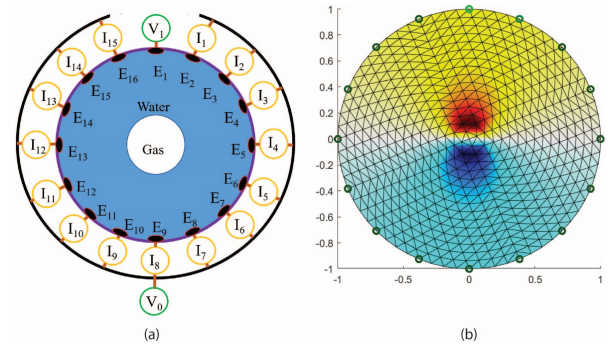 V1
I15
I1
I14
I2
E16
E1
E2
I13
E15
E3
I3
Water
E14
E4
I12
E13
Gas
E5
I4
E12
E6
I11
E11
E7
I5
E10
E9
E8
I10
I6
I9
I8
I7
V0
(a)
1
0.8
0.6
0.4
0.2
0
-0.2
-0.4
-0.6
-0.8
-1
-1 -0.5 0 0.5 1
(b)